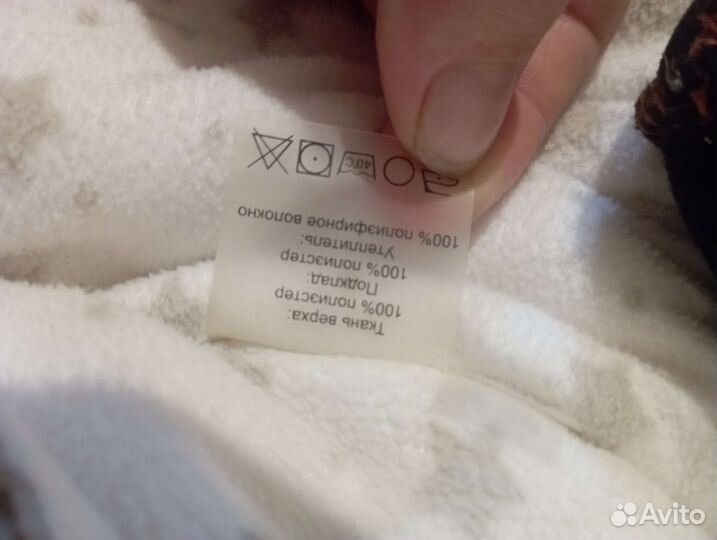 Ткань верха:
100% полиэстер
Подклад:
100% полиэстер
Утеплитель:
100% полиэфирное волокно
40°C
Avito